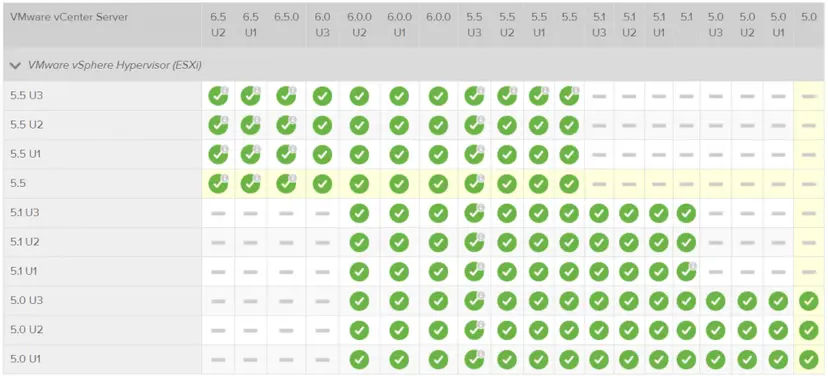 VMware vCenter Server 6.5 U2 6.5 U1 6.5.0 6.0 U3 6.0.0 U2 6.0.0 U1 6.0.0 5.5 U3 5.5 U2 5.5 U1 5.5 5.1 U3 5.1 U2 5.1 U1 5.1 5.0 U3 5.0 U2 5.0 U1 5.0
VMware vSphere Hypervisor (ESXi)
5.5 U3
5.5 U2
5.5 U1
5.5
5.1 U3
5.1 U2
5.1 U1
5.0 U3
5.0 U2
5.0 U1